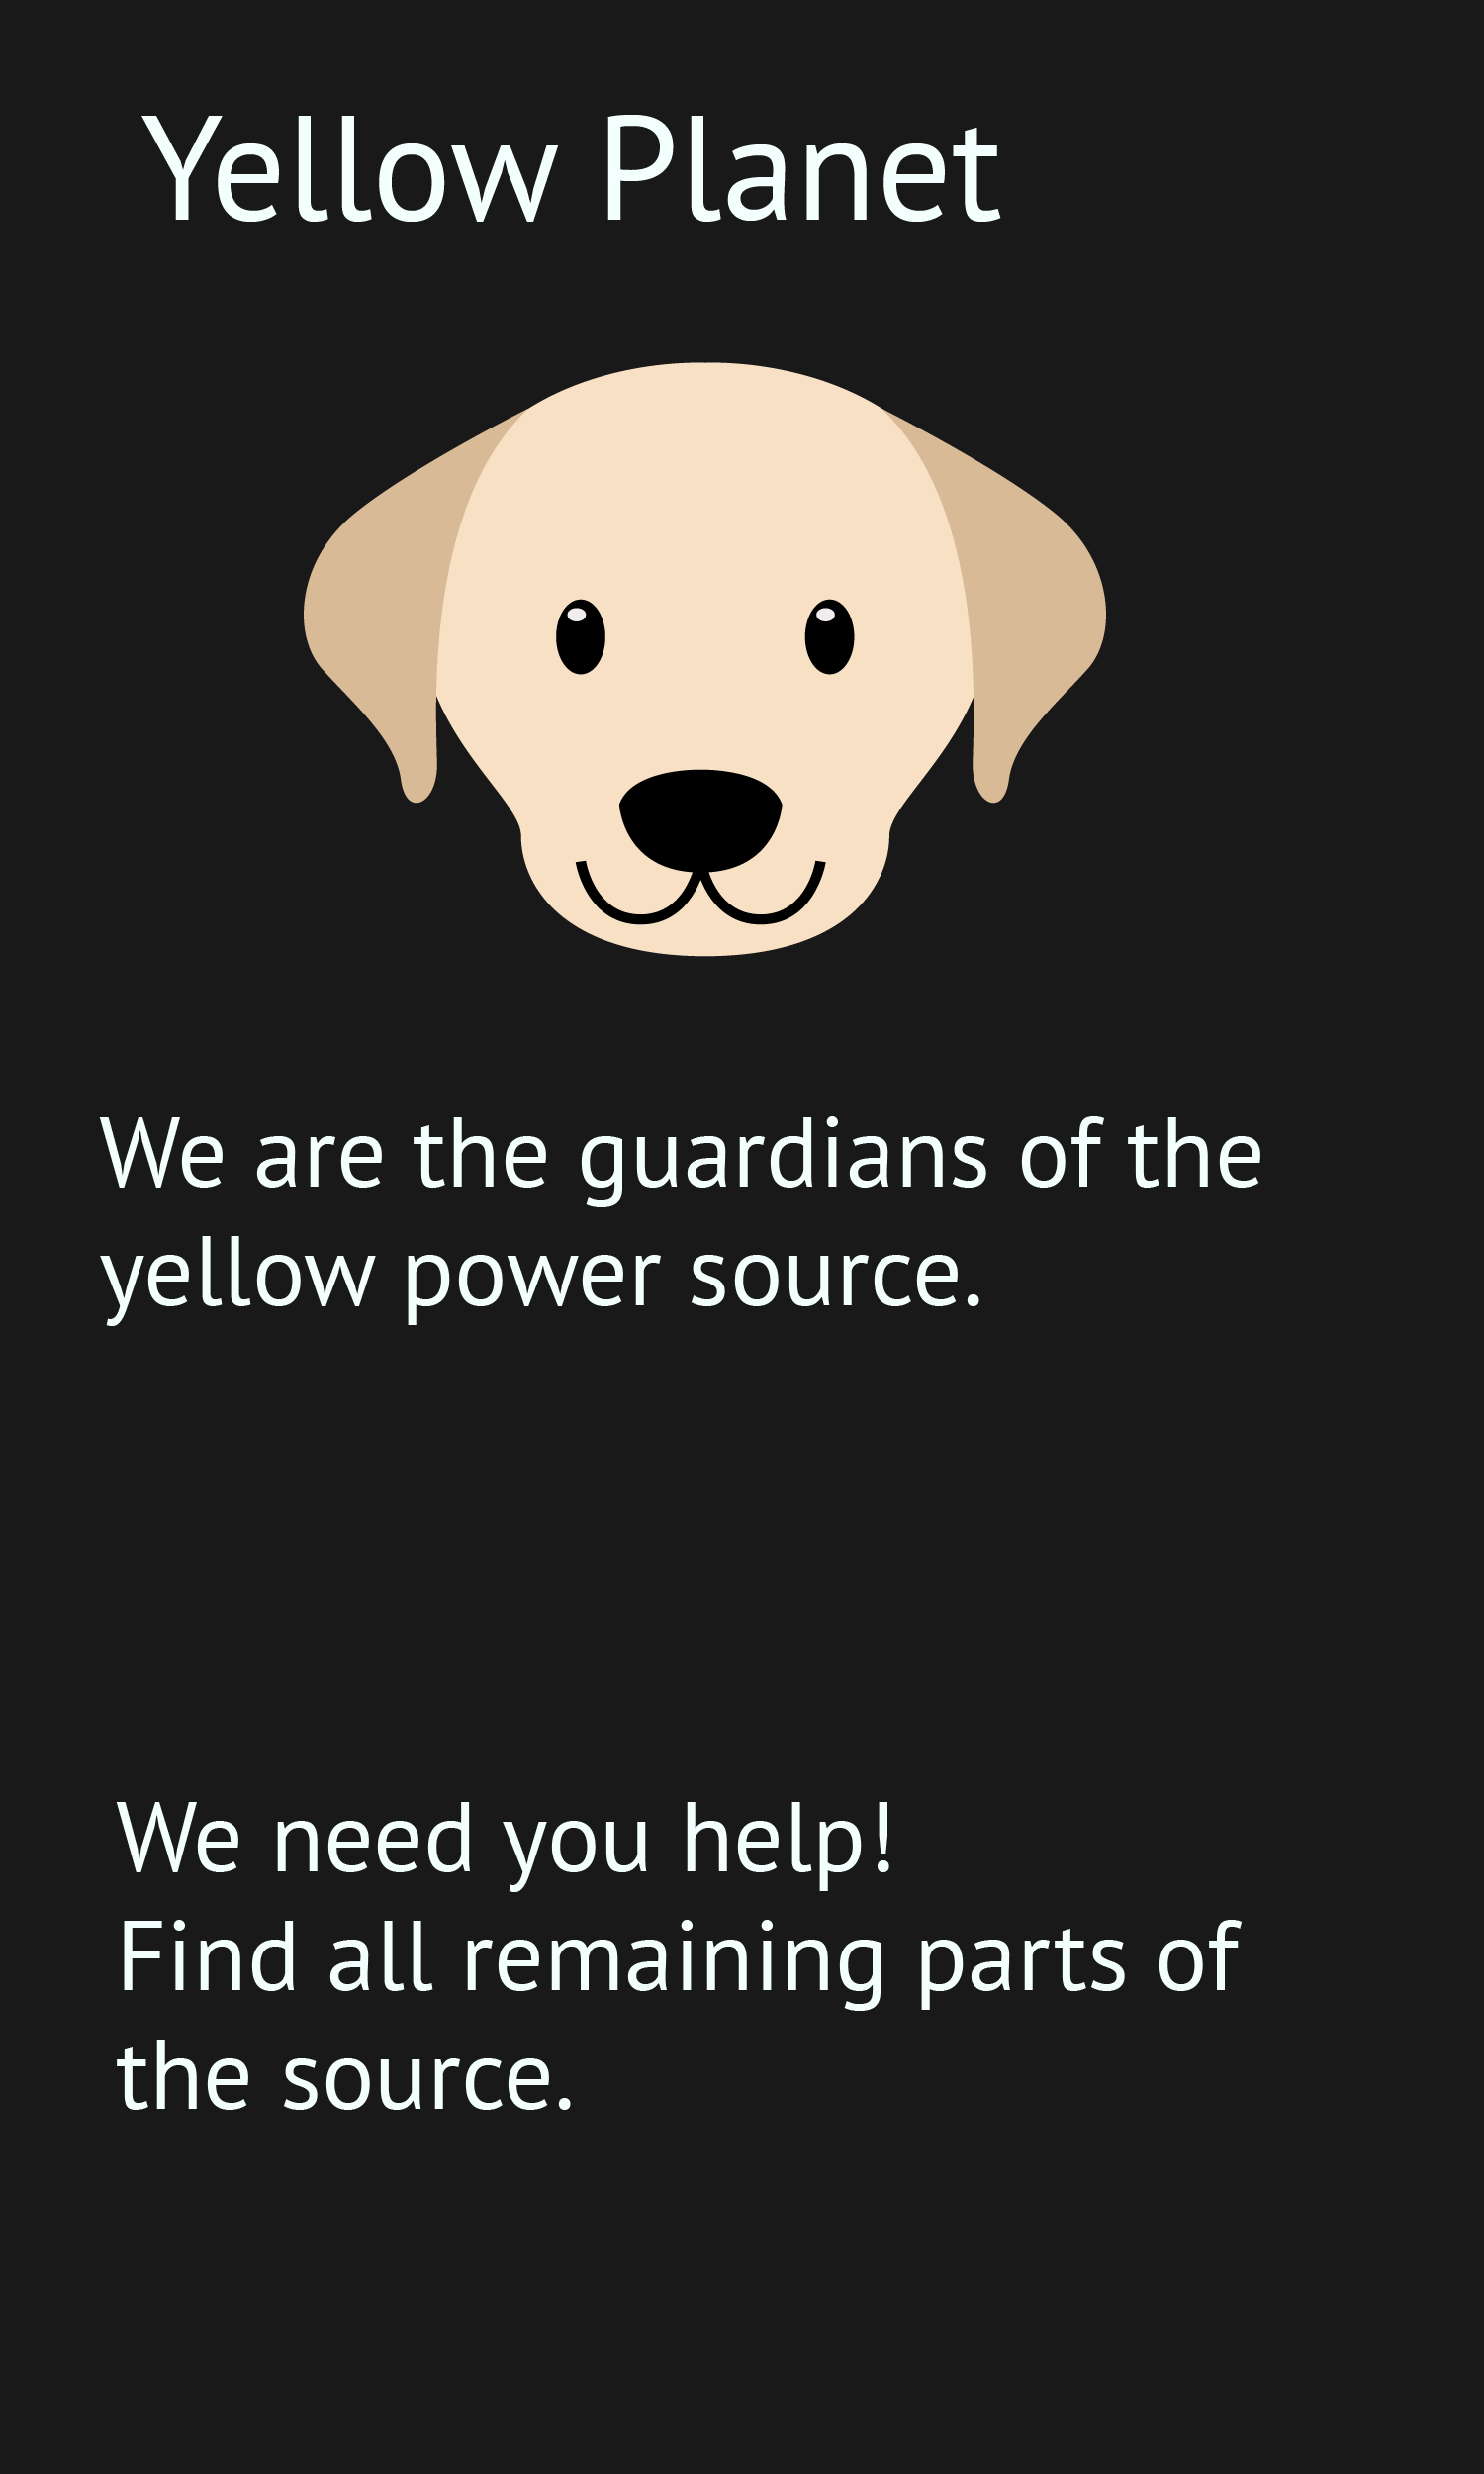 Yellow Planet
We are the guardians of the
yellow power source.
We need you help!
Find all remaining parts of
the source.